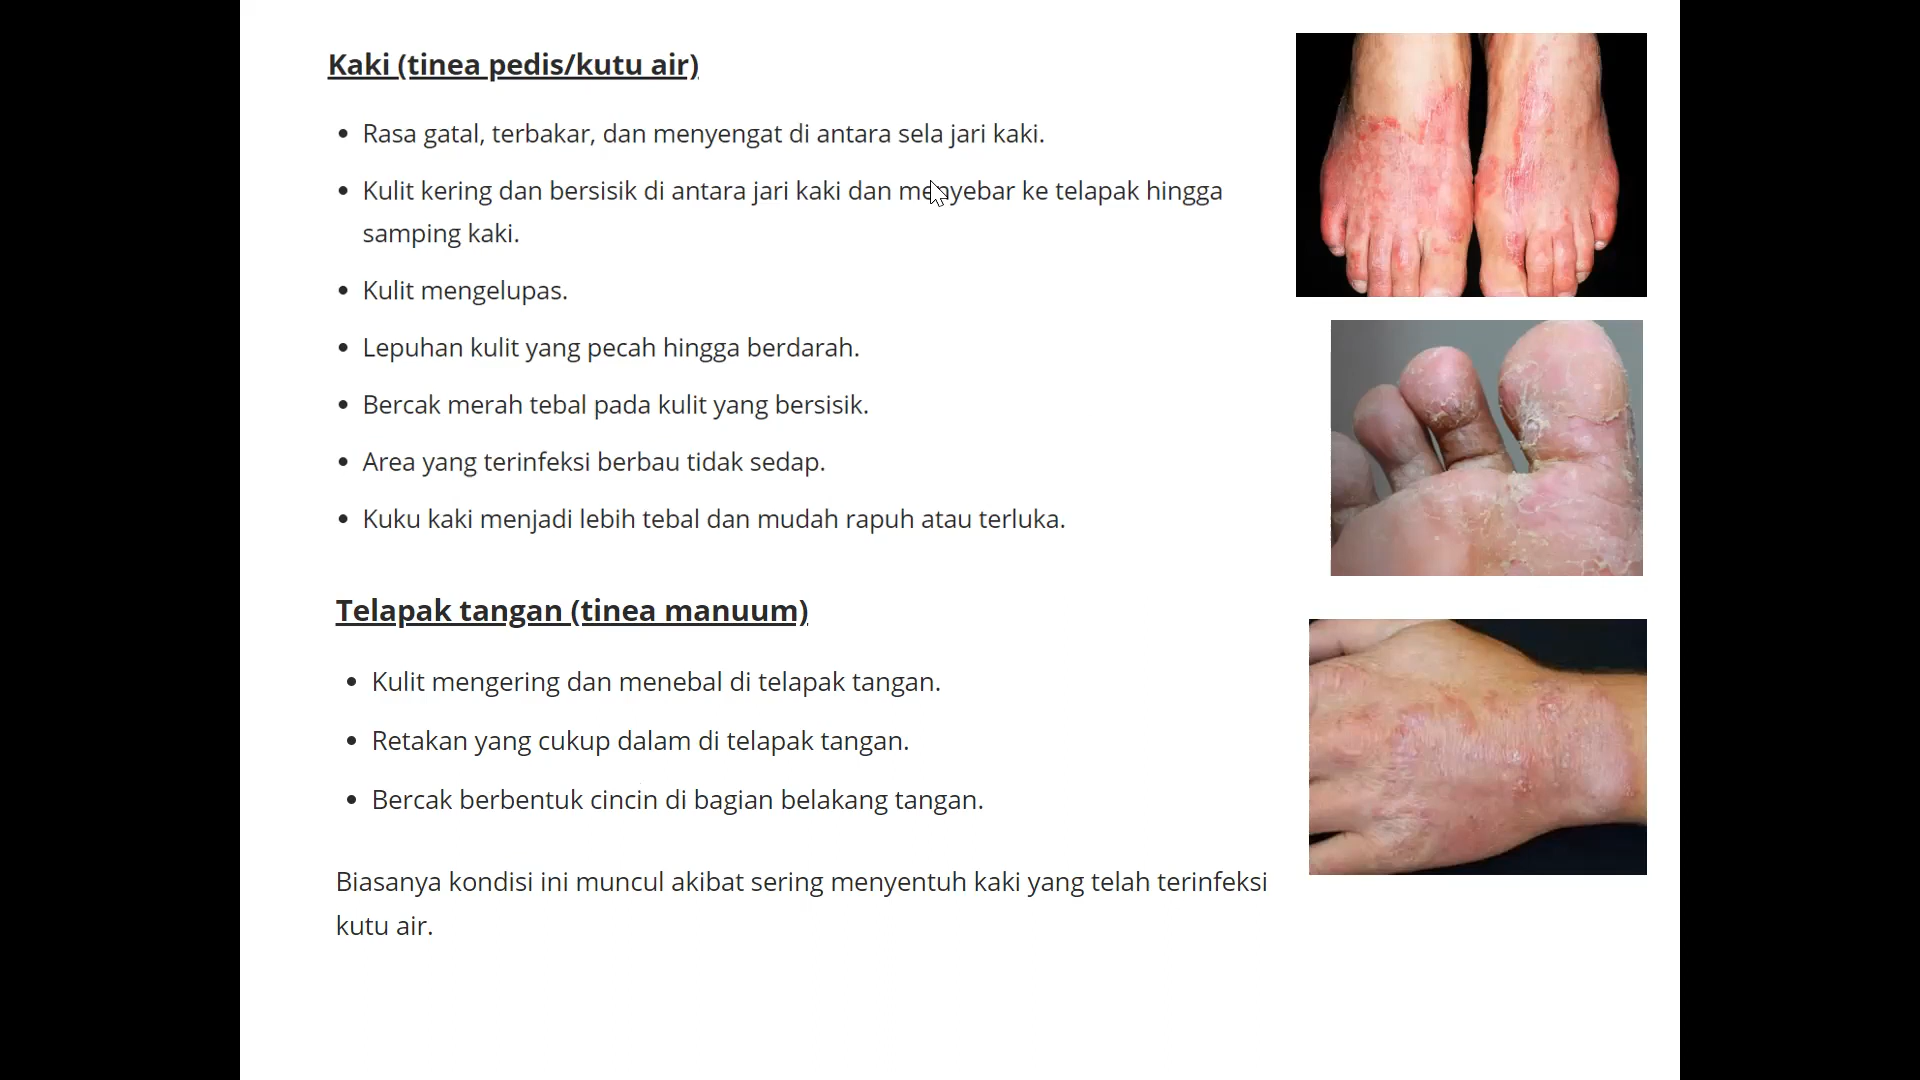 Kaki (tinea pedis/kutu air)
• Rasa gatal, terbakar, dan menyengat di antara sela jari kaki.
• Kulit kering dan bersisik di antara jari kaki dan menyebar ke telapak hingga
samping kaki.
• Kulit mengelupas.
• Lepuhan kulit yang pecah hingga berdarah.
• Bercak merah tebal pada kulit yang bersisik.
• Area yang terinfeksi berbau tidak sedap.
• Kuku kaki menjadi lebih tebal dan mudah rapuh atau terluka.
Telapak tangan (tinea manuum)
• Kulit mengering dan menebal di telapak tangan.
• Retakan yang cukup dalam di telapak tangan.
• Bercak berbentuk cincin di bagian belakang tangan.
Biasanya kondisi ini muncul akibat sering menyentuh kaki yang telah terinfeksi
kutu air.